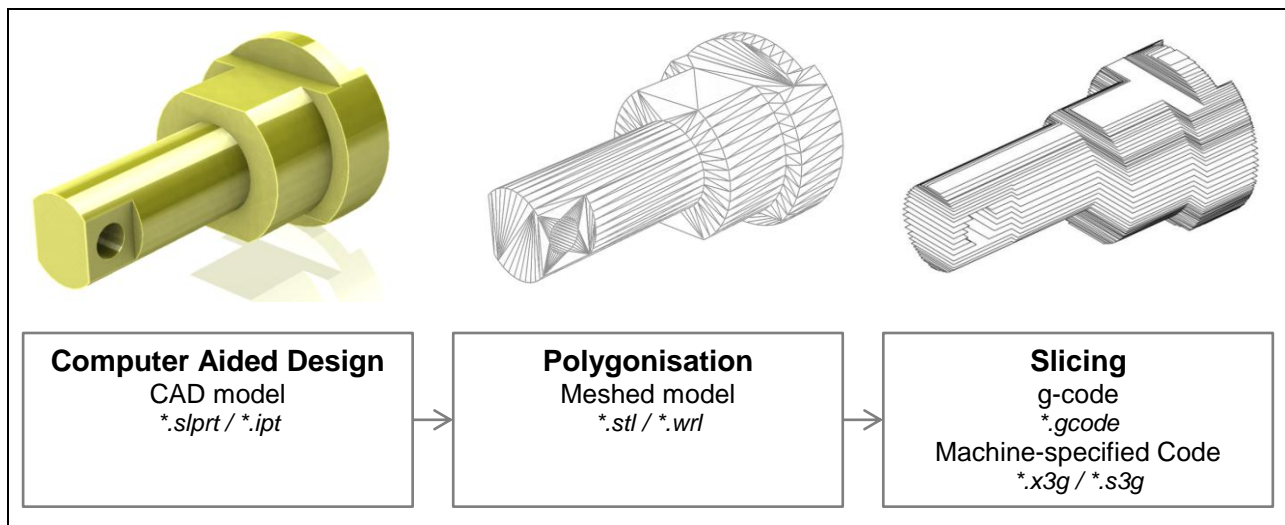 Computer Aided Design
CAD model
*.slprt / *.ipt
Polygonisation
Meshed model
*.stl / *.wrl
Slicing
g-code
*.gcode
Machine-specified Code
*.x3g / *.s3g